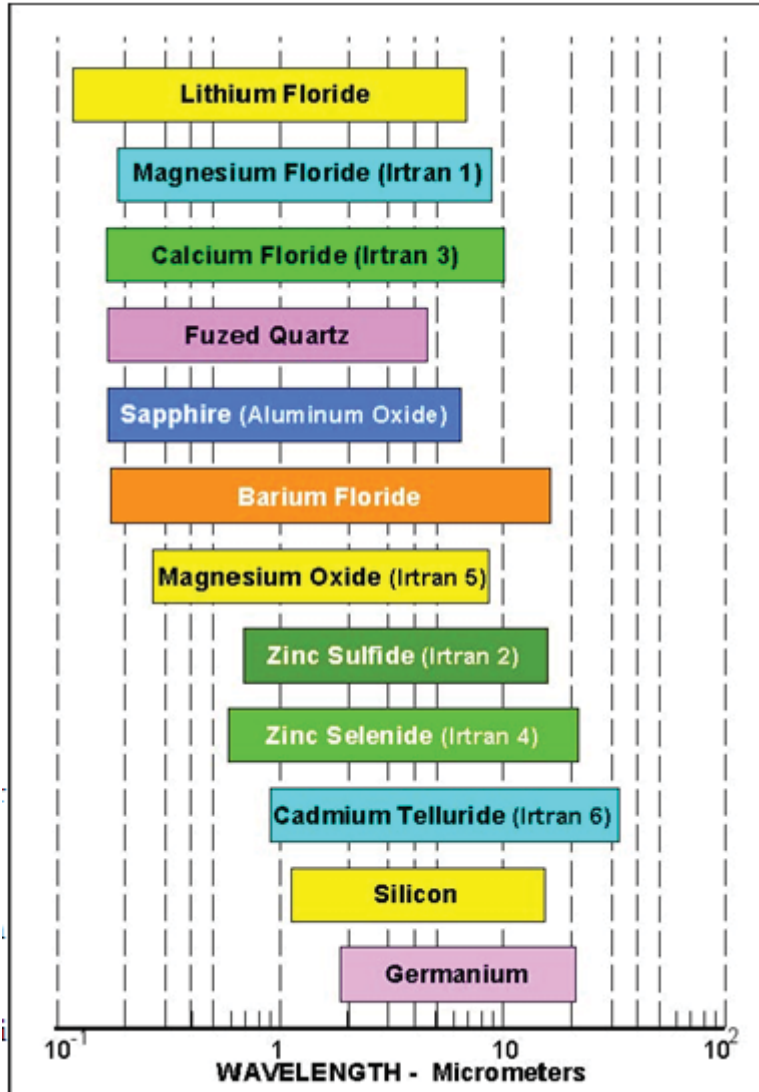 Lithium Floride
Magnesium Floride (Irtran 1)
Calcium Floride (Irtran 3)
Fuzed Quartz
Sapphire (Aluminum Oxide)
Barium Floride
Magnesium Oxide (Irtran 5)
Zinc Sulfide (Irtran 2)
Zinc Selenide (Irtran 4)
Cadmium Telluride (Irtran 6)
Silicon
Germanium
10⁻¹ 1 10 10²
WAVELENGTH - Micrometers